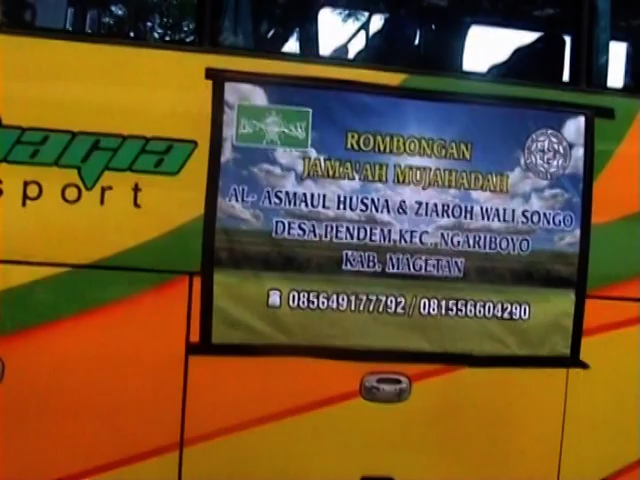 agia
sport
ROMBONGAN
JAMA'AH MUJAHADAH
AL- ASMAUL HUSNA & ZIAROH WALI SONGO
DESA PENDEM KEC. NGARIBOYO
KAB. MAGETAN
085649177792 / 081556604290